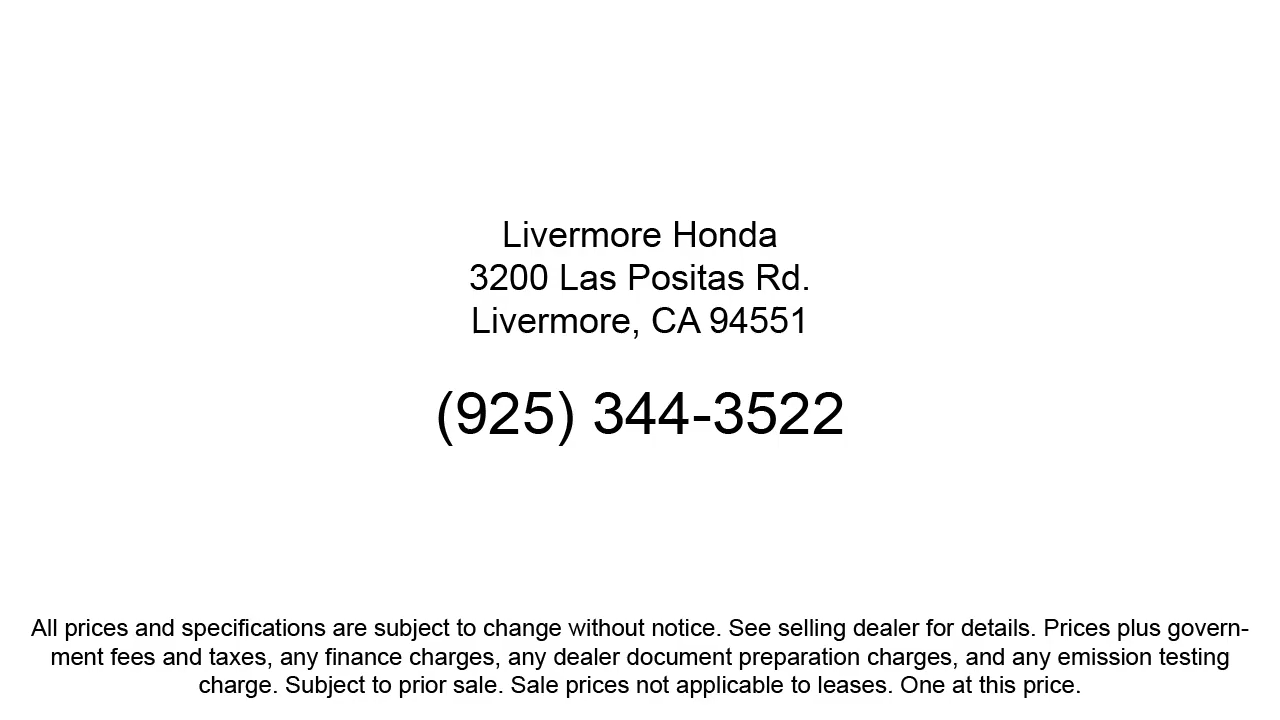 Livermore Honda
3200 Las Positas Rd.
Livermore, CA 94551
(925) 344-3522
All prices and specifications are subject to change without notice. See selling dealer for details. Prices plus govern-
ment fees and taxes, any finance charges, any dealer document preparation charges, and any emission testing
charge. Subject to prior sale. Sale prices not applicable to leases. One at this price.